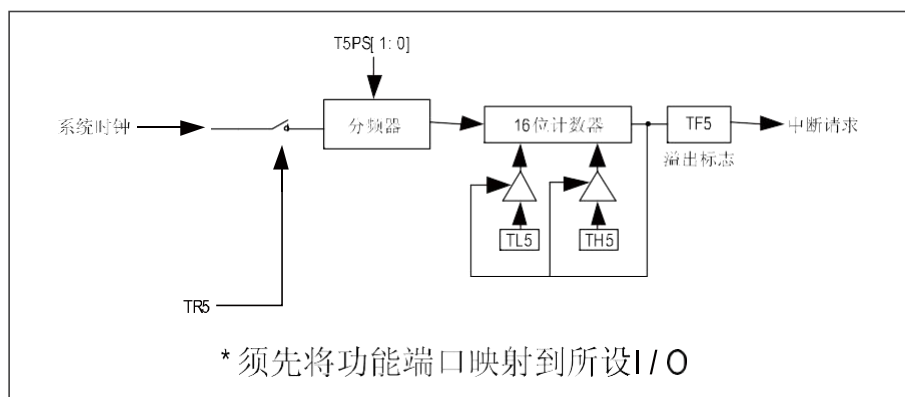 T5PS[1:0]
系统时钟
分频器
16位计数器
TF5
中断请求
溢出标志
TL5
TH5
TR5
*须先将功能端口映射到所设I/O